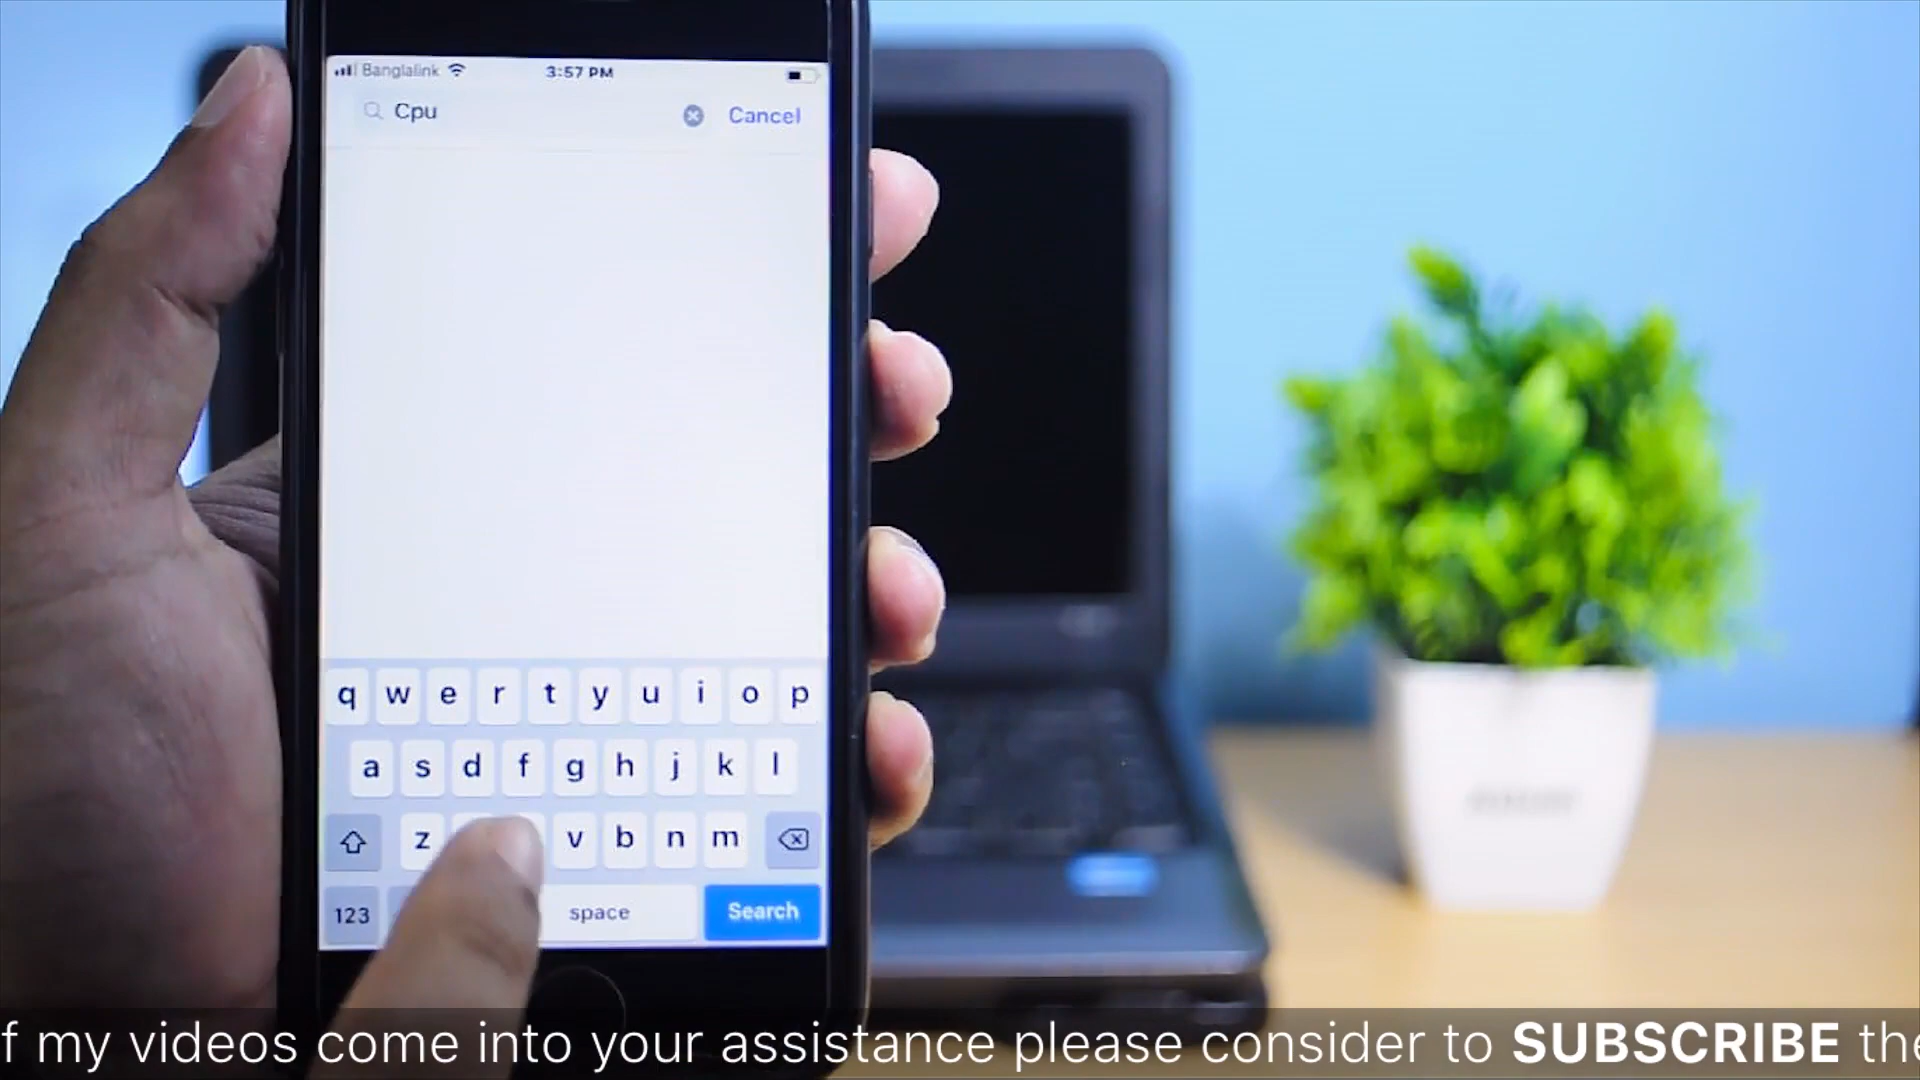 Banglalink 3:57 PM
Cpu Cancel
q w e r t y u i o p
a s d f g h j k l
z v b n m
123 space Search
f my videos come into your assistance please consider to SUBSCRIBE the